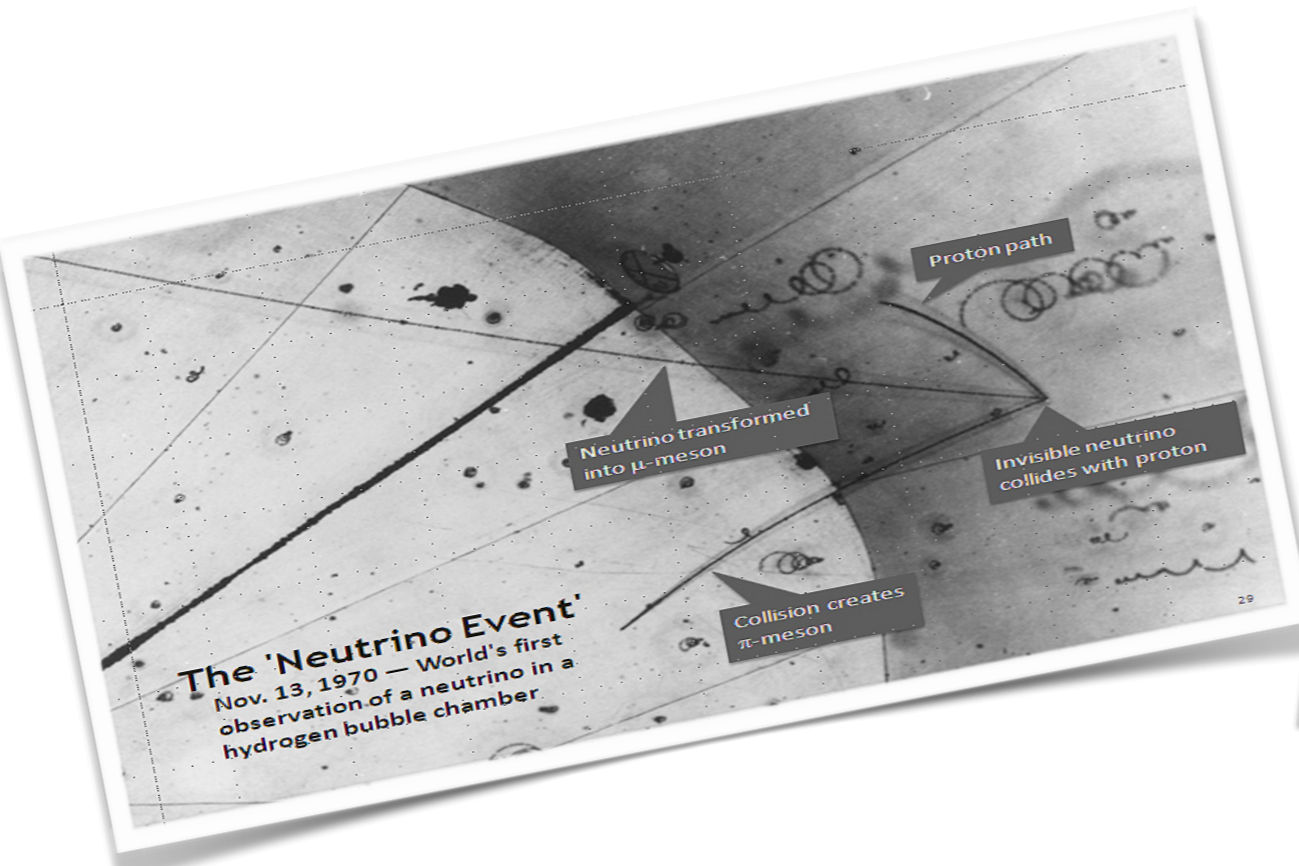 Proton path
Neutrino transformed
into μ-meson
Invisible neutrino
collides with proton
Collision creates
π-meson
29
The 'Neutrino Event'
Nov. 13, 1970 — World's first
observation of a neutrino in a
hydrogen bubble chamber